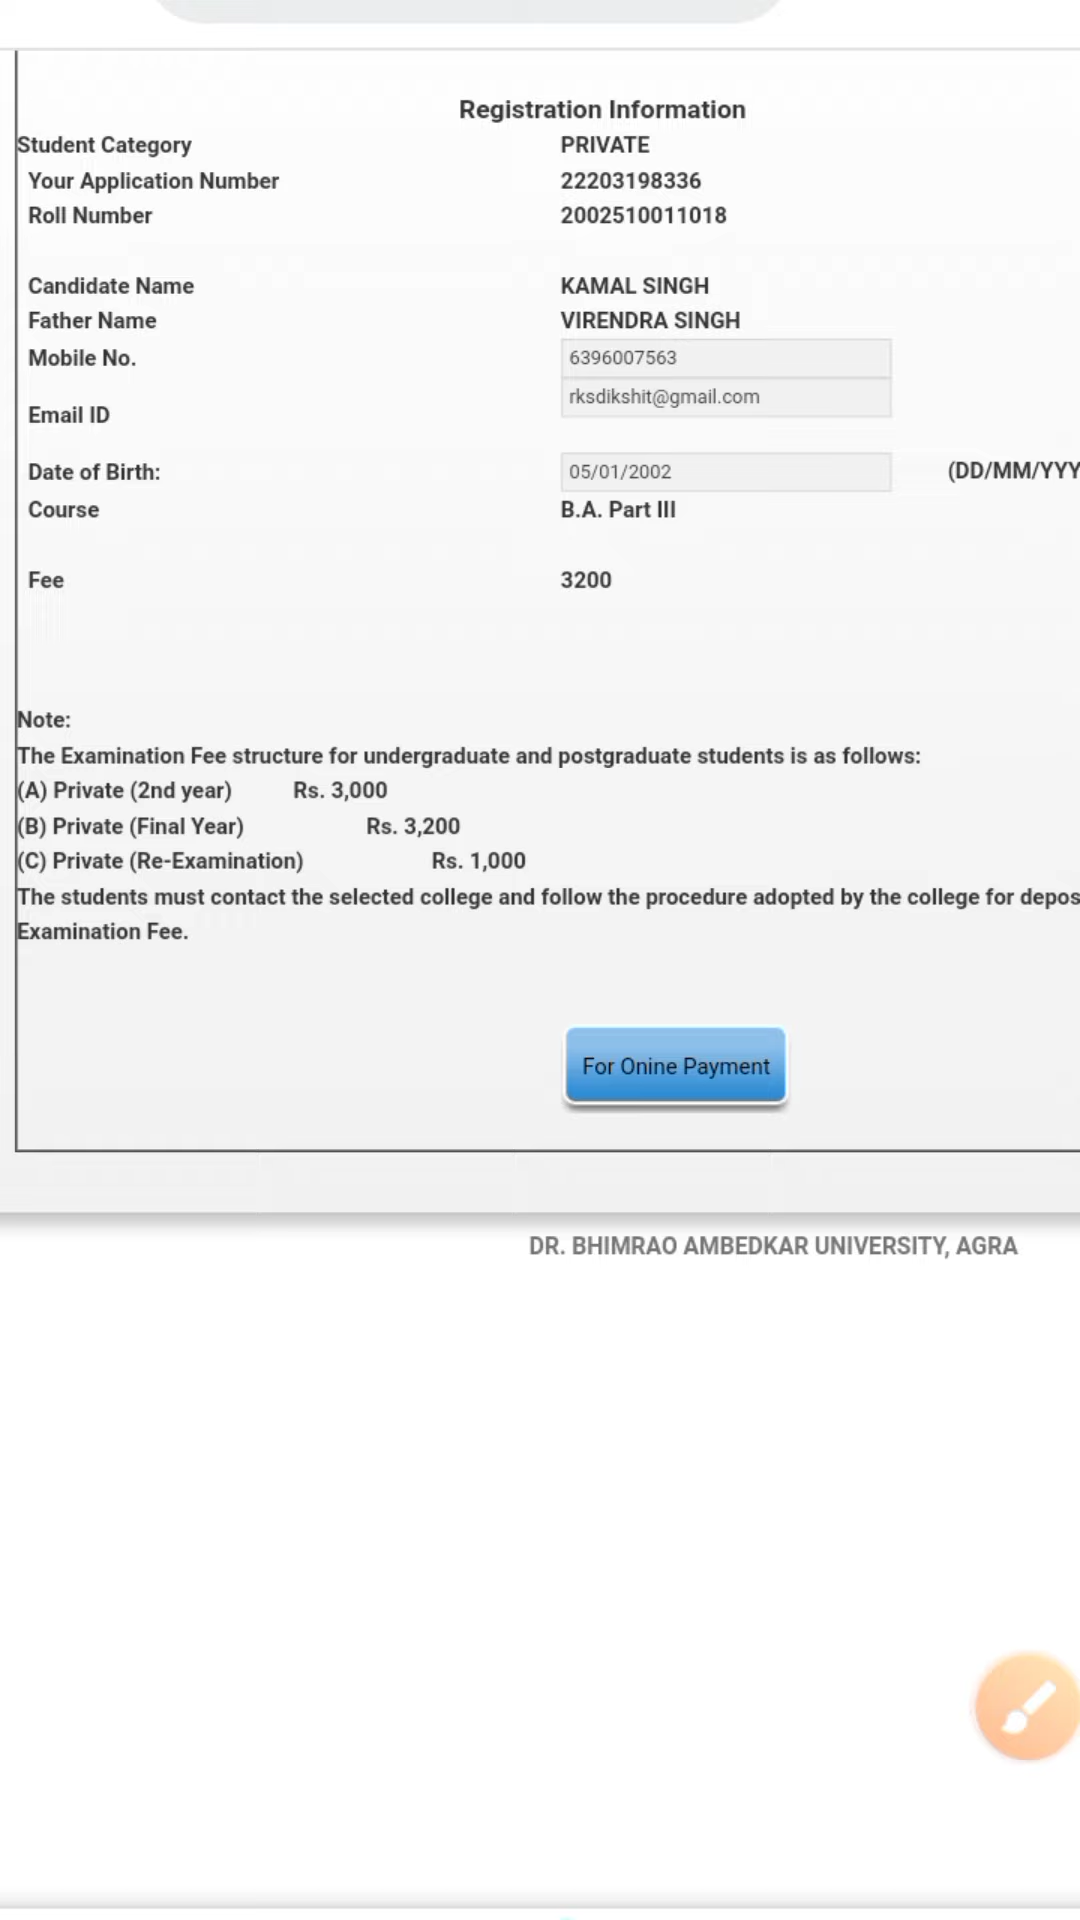 Registration Information
Student Category PRIVATE
Your Application Number 22203198336
Roll Number 2002510011018
Candidate Name KAMAL SINGH
Father Name VIRENDRA SINGH
Mobile No. 6396007563
Email ID rksdikshit@gmail.com
Date of Birth: 05/01/2002 (DD/MM/YYY
Course B.A. Part III
Fee 3200
Note:
The Examination Fee structure for undergraduate and postgraduate students is as follows:
(A) Private (2nd year) Rs. 3,000
(B) Private (Final Year) Rs. 3,200
(C) Private (Re-Examination) Rs. 1,000
The students must contact the selected college and follow the procedure adopted by the college for depos
Examination Fee.
For Onine Payment
DR. BHIMRAO AMBEDKAR UNIVERSITY, AGRA